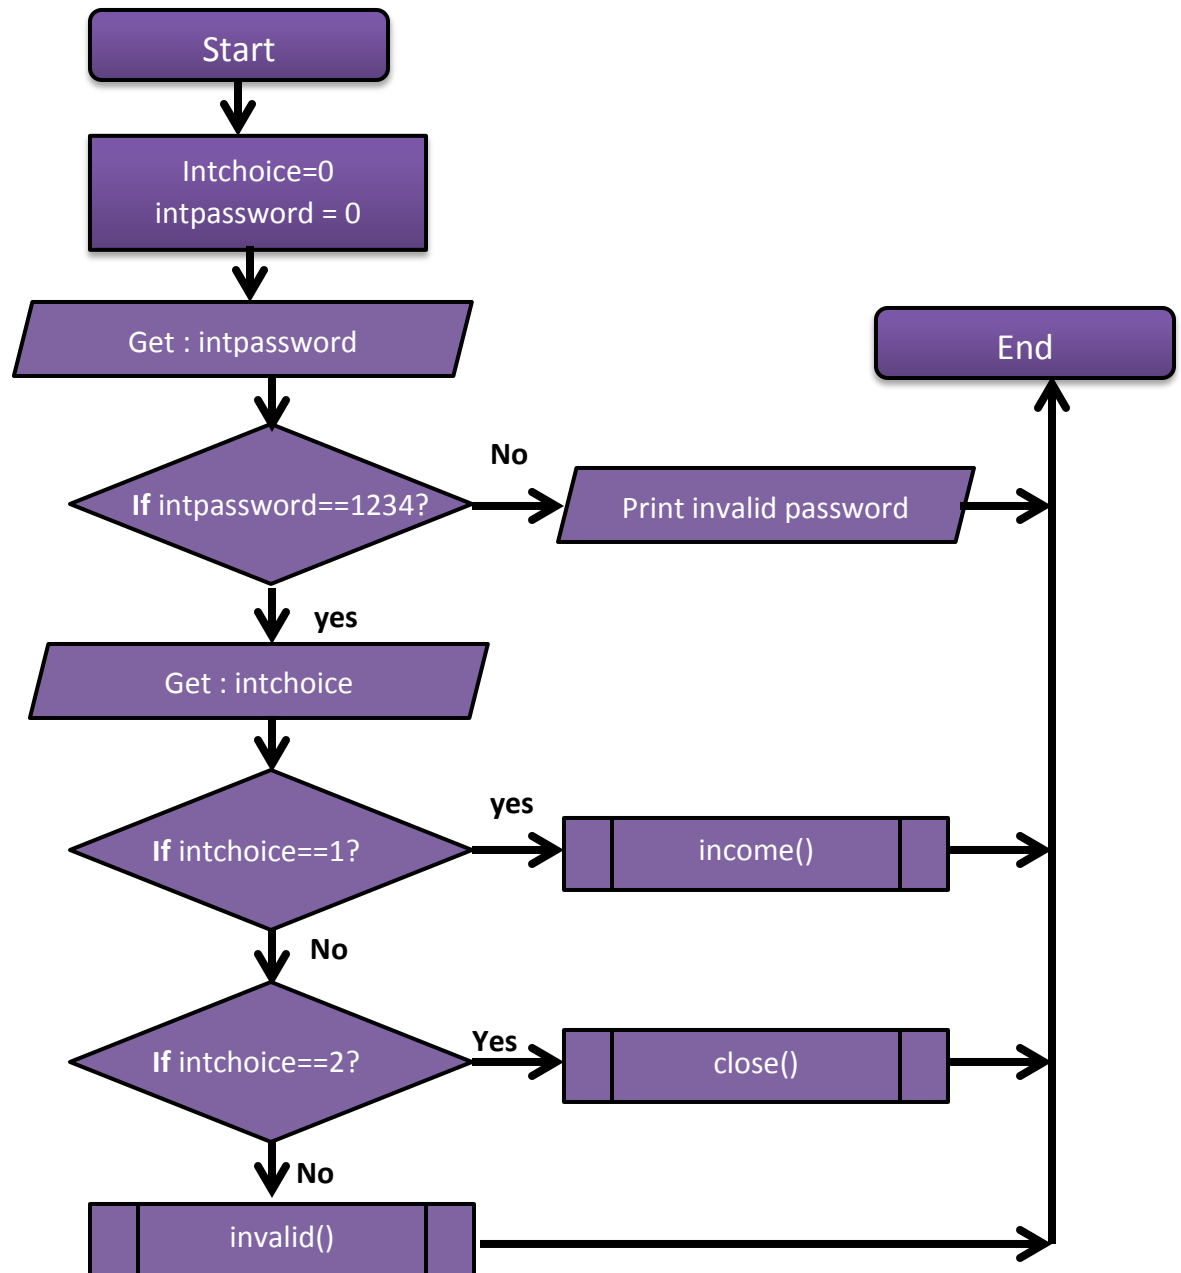 Start
Intchoice=0
intpassword = 0
Get : intpassword
End
If intpassword==1234?
No
Print invalid password
yes
Get : intchoice
If intchoice==1?
yes
income()
No
If intchoice==2?
Yes
close()
No
invalid()